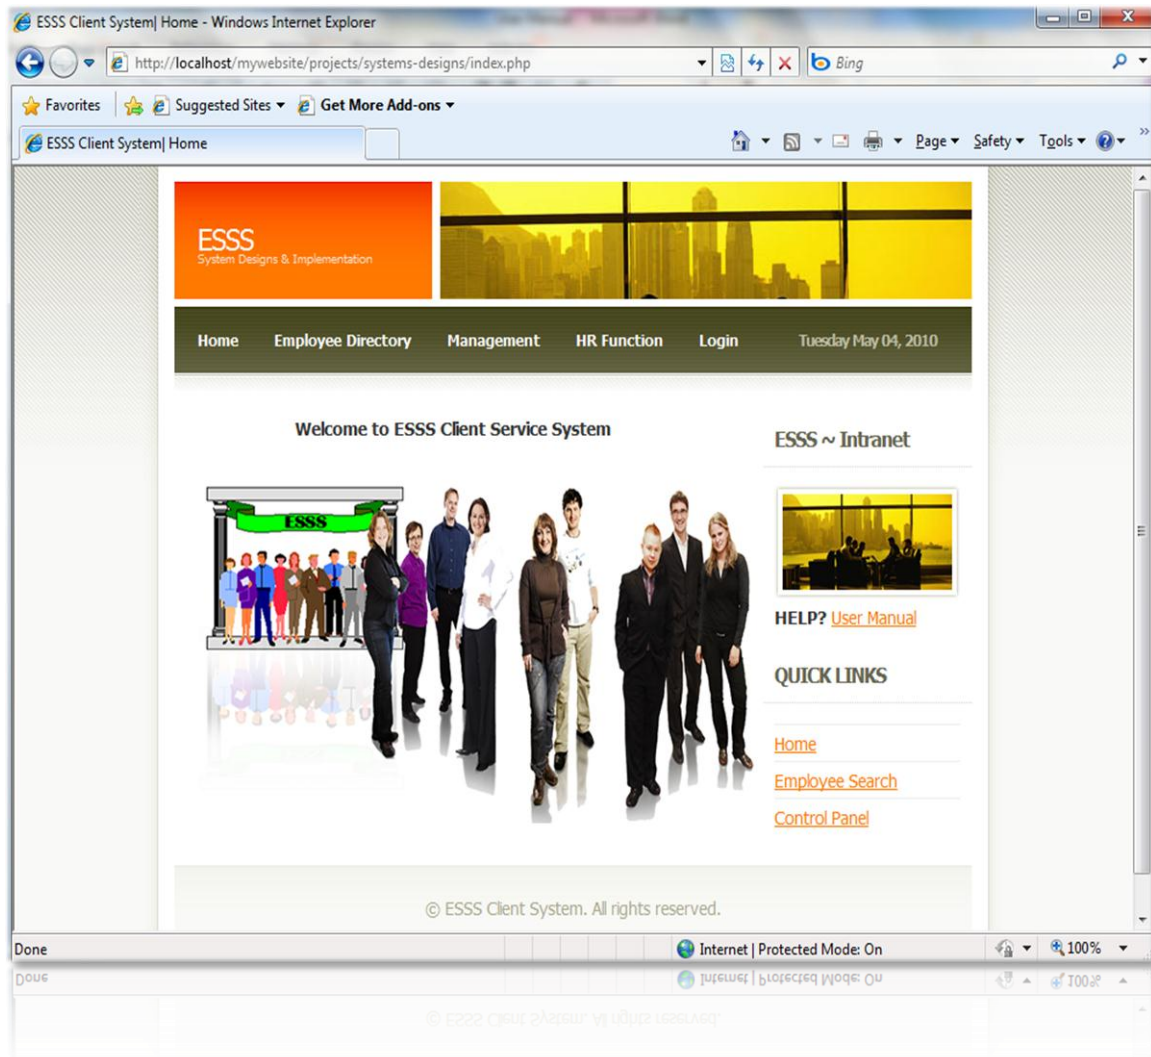 ESSS Client System| Home - Windows Internet Explorer
http://localhost/mywebsite/projects/systems-designs/index.php
Bing
Favorites
Suggested Sites
Get More Add-ons
ESSS Client System| Home
Page
Safety
Tools
ESSS
System Designs & Implementation
Home
Employee Directory
Management
HR Function
Login
Tuesday May 04, 2010
Welcome to ESSS Client Service System
ESSS
ESSS ~ Intranet
HELP? User Manual
QUICK LINKS
Home
Employee Search
Control Panel
© ESSS Client System. All rights reserved.
Done
Internet | Protected Mode: On
100%